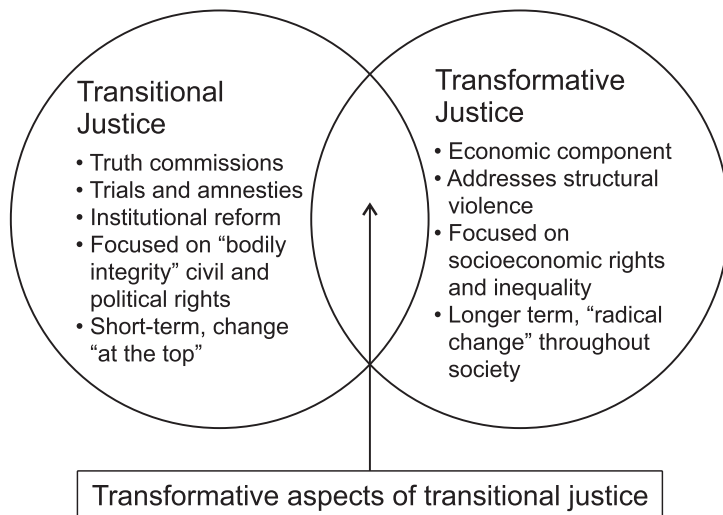 Transitional
Justice
• Truth commissions
• Trials and amnesties
• Institutional reform
• Focused on “bodily
integrity” civil and
political rights
• Short-term, change
“at the top”
Transformative
Justice
• Economic component
• Addresses structural
violence
• Focused on
socioeconomic rights
and inequality
• Longer term, “radical
change” throughout
society
Transformative aspects of transitional justice